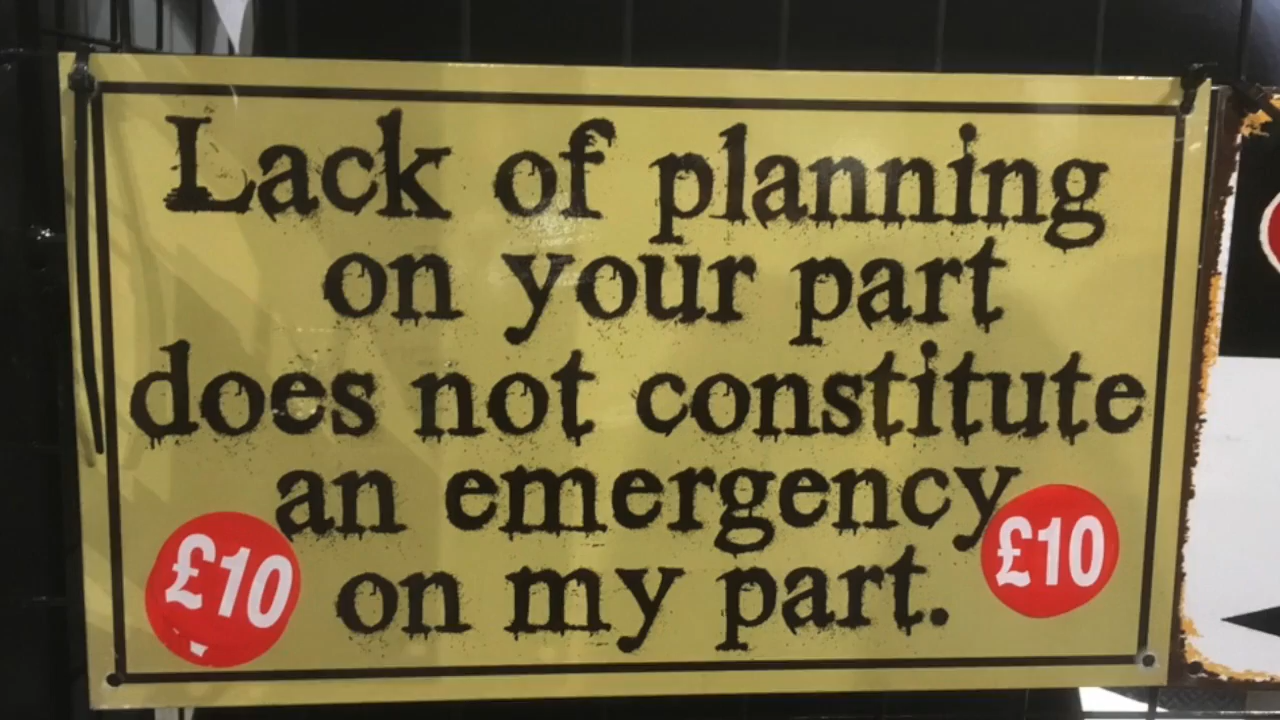 Lack of planning
on your part
does not constitute
an emergency
on my part.
£10
£10